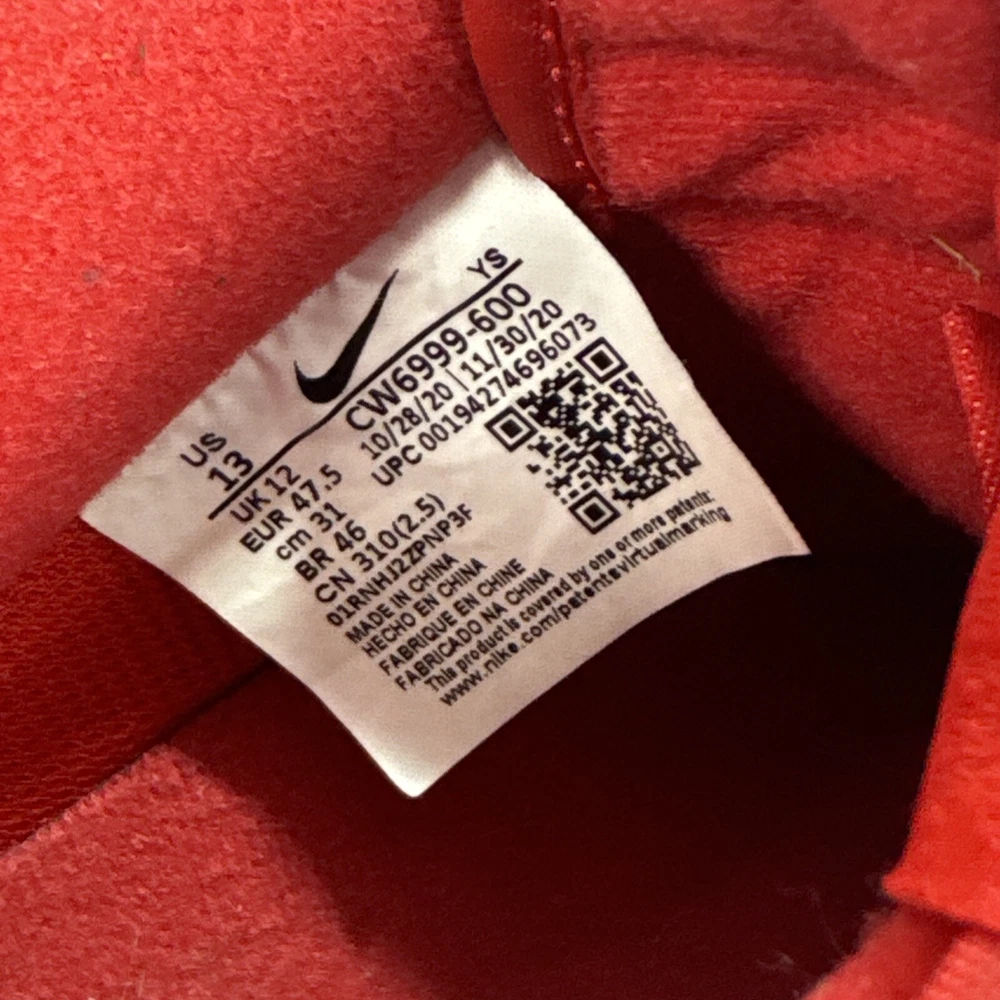 YS
US
13
CW6999-600
UK 12
10/28/20 | 11/30/20
EUR 47.5
UPC 00194274696073
cm 31
BR 46
CN 310(2.5)
01RNHJ2ZPNP3F
MADE IN CHINA
HECHO EN CHINA
FABRIQUE EN CHINE
FABRICADO NA CHINA
This product is covered by one or more patents:
www.nike.com/patentsvirtualmarking